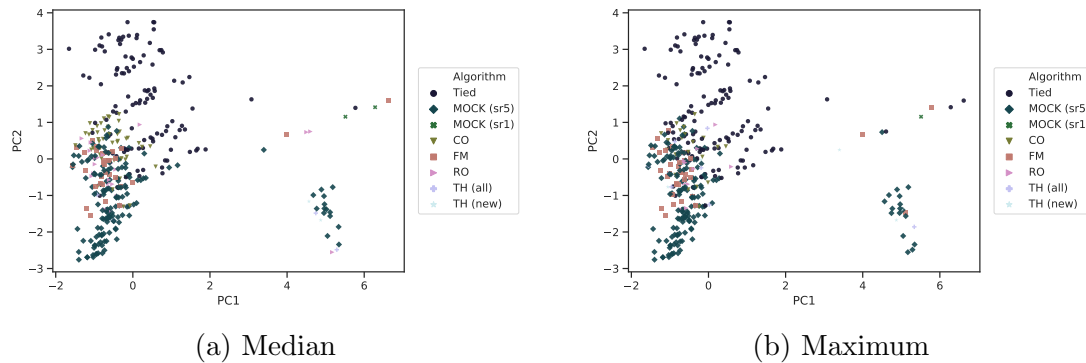 4
3
2
1
0
−1
−2
−3
PC2
−2
0
2
4
6
PC1
Algorithm
Tied
MOCK (sr5)
MOCK (sr1)
CO
FM
RO
TH (all)
TH (new)
(a) Median
4
3
2
1
0
−1
−2
−3
PC2
−2
0
2
4
6
PC1
Algorithm
Tied
MOCK (sr5
MOCK (sr1
CO
FM
RO
TH (all)
TH (new)
(b) Maximum